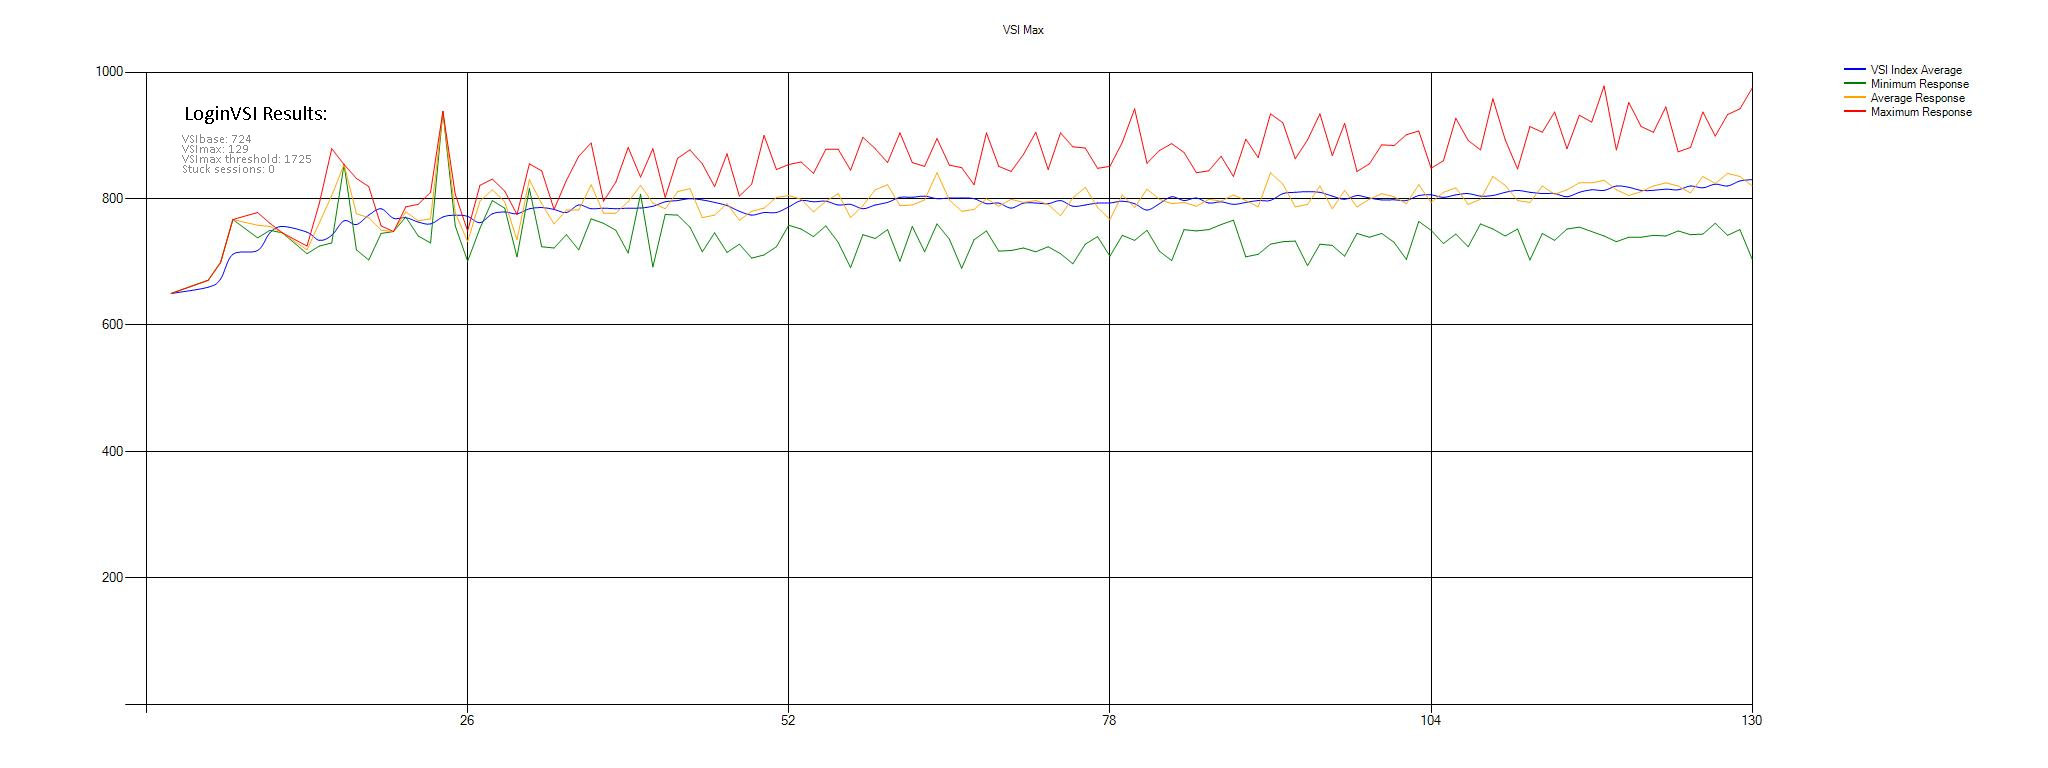 VSI Max
1000
800
600
400
200
26
52
78
104
130
LoginVSI Results:
VSIbase: 724
VSImax: 129
VSImax threshold: 1725
Stuck sessions: 0
VSI Index Average
Minimum Response
Average Response
Maximum Response